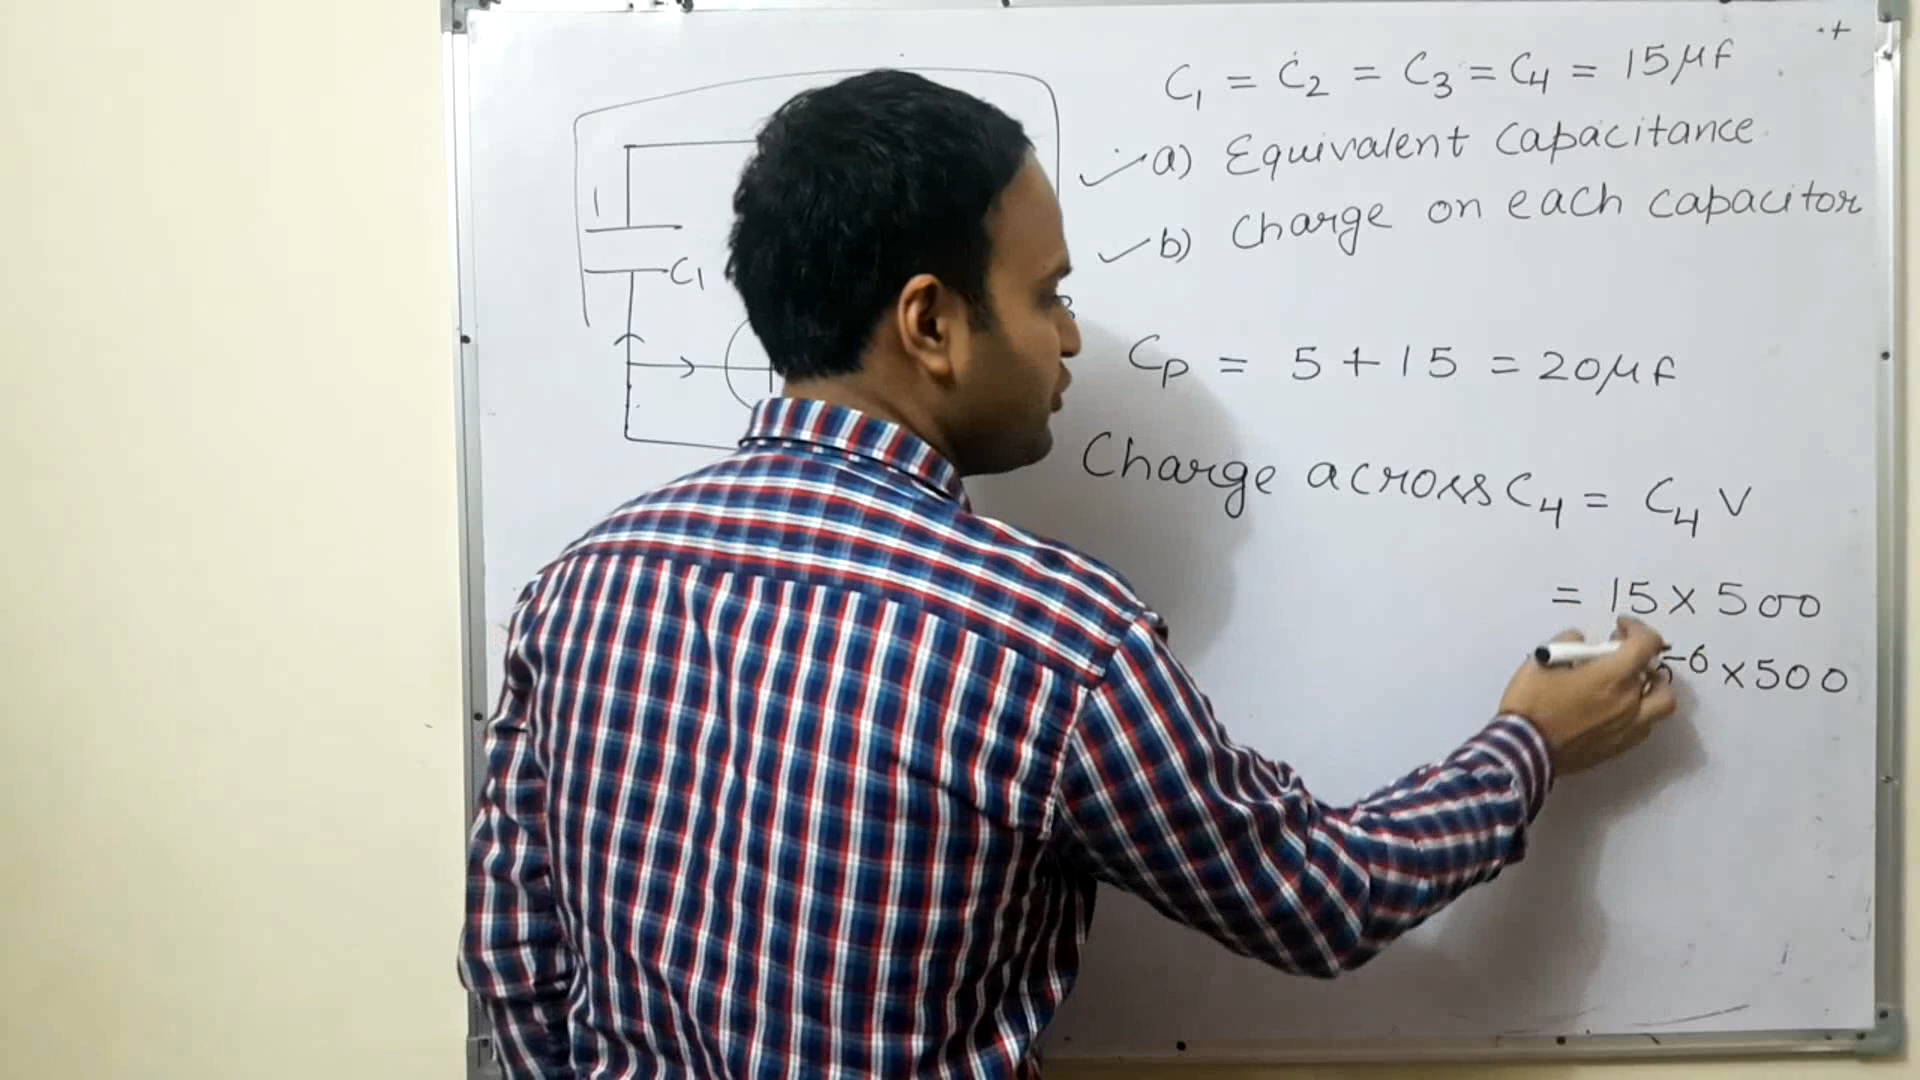 C₁ = C₂ = C₃ = C₄ = 15μf
a) Equivalent capacitance
b) Charge on each capacitor
1
C₁
Cp = 5 + 15 = 20μf
Charge across C₄ = C₄ V
= 15 × 500
-6 × 500